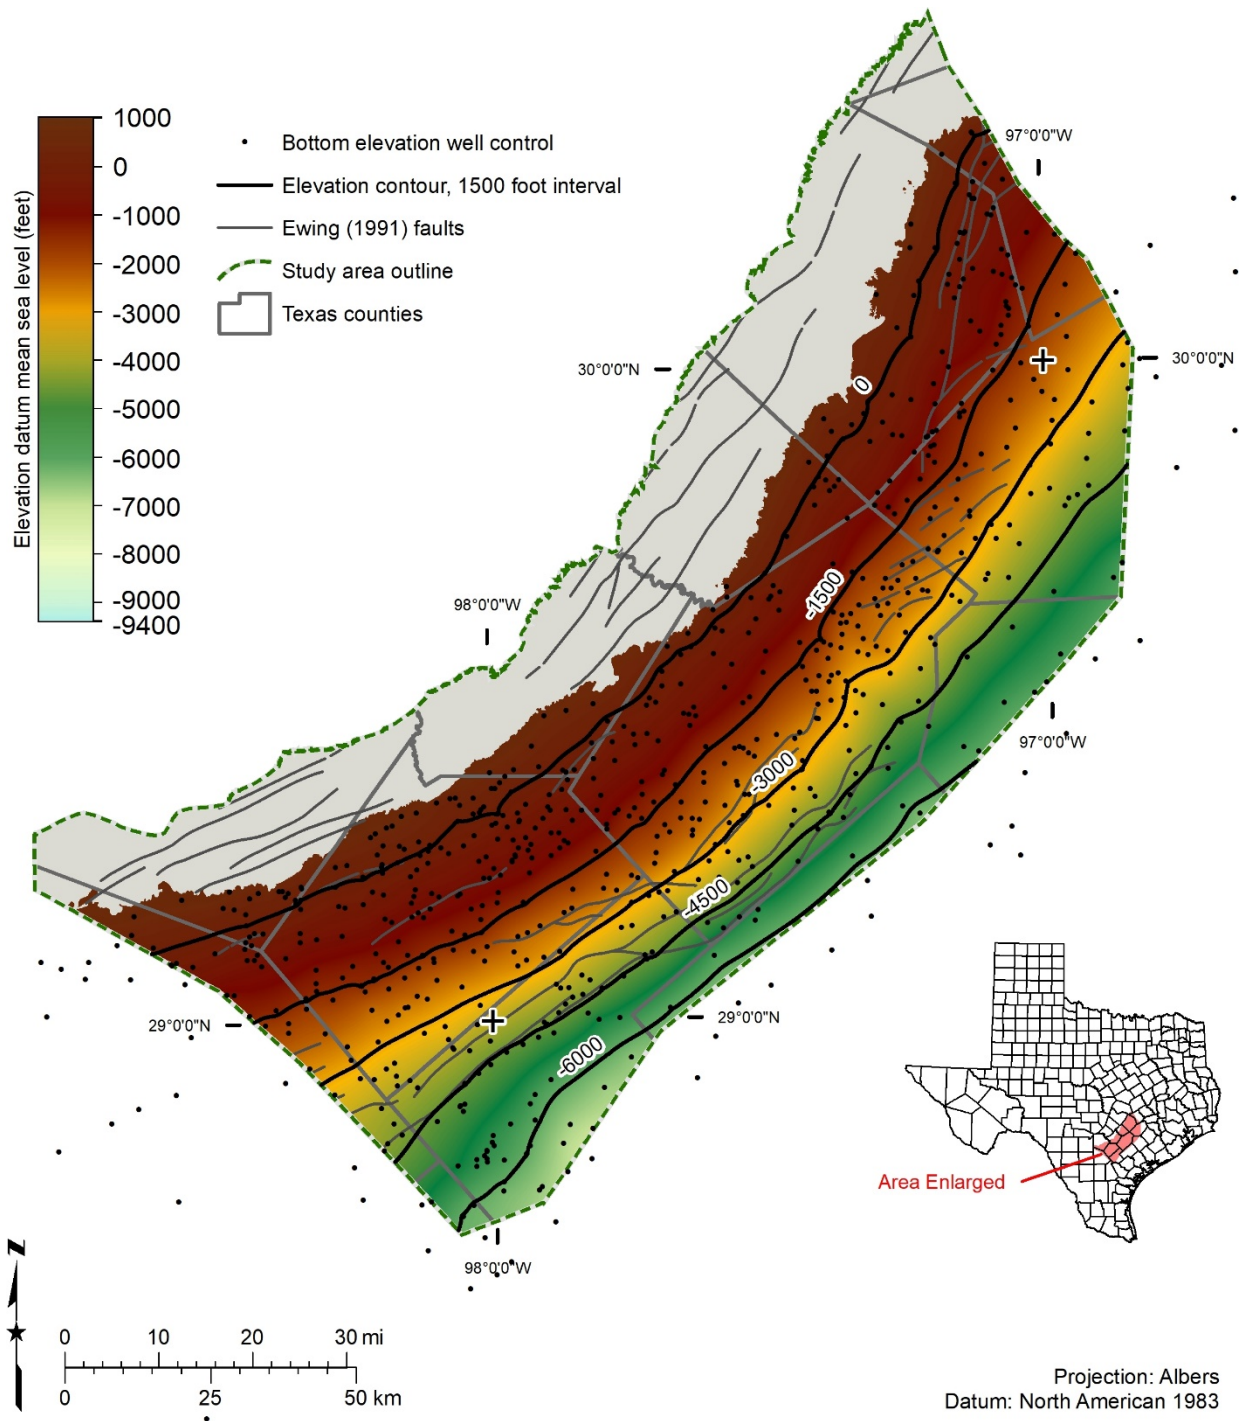 1000
0
-1000
-2000
-3000
-4000
-5000
-6000
-7000
-8000
-9000
-9400
Elevation datum mean sea level (feet)
Bottom elevation well control
Elevation contour, 1500 foot interval
Ewing (1991) faults
Study area outline
Texas counties
97°0'0"W
30°0'0"N
30°0'0"N
0
98°0'0"W
-1500
97°0'0"W
-3000
-4500
29°0'0"N
29°0'0"N
-6000
98°0'0"W
Area Enlarged
N
0 10 20 30 mi
0 25 50 km
Projection: Albers
Datum: North American 1983